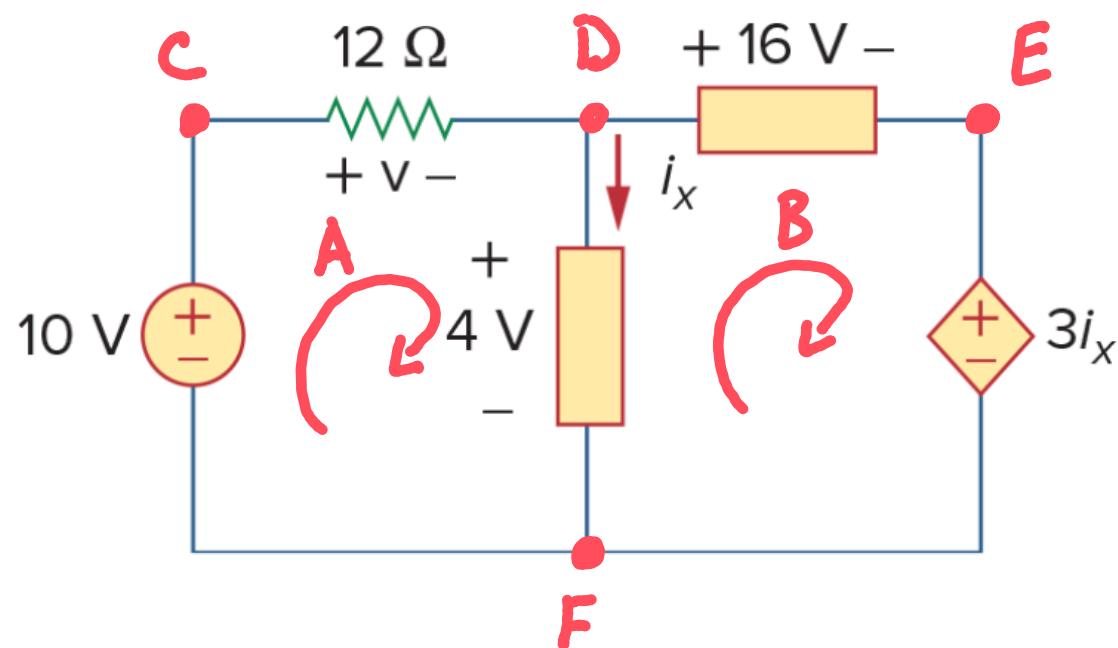 C
12 Ω
D
+ 16 V –
E
+ v –
i_x
A
B
+
10 V
+
–
4 V
+
–
3i_x
–
F